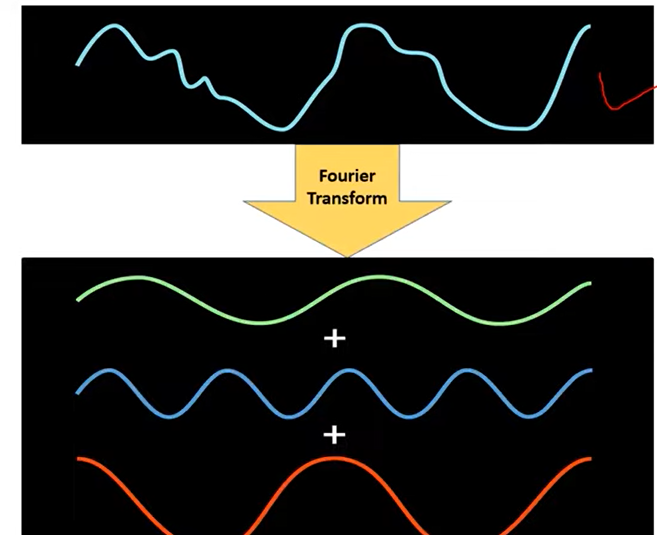 Fourier
Transform
+
+